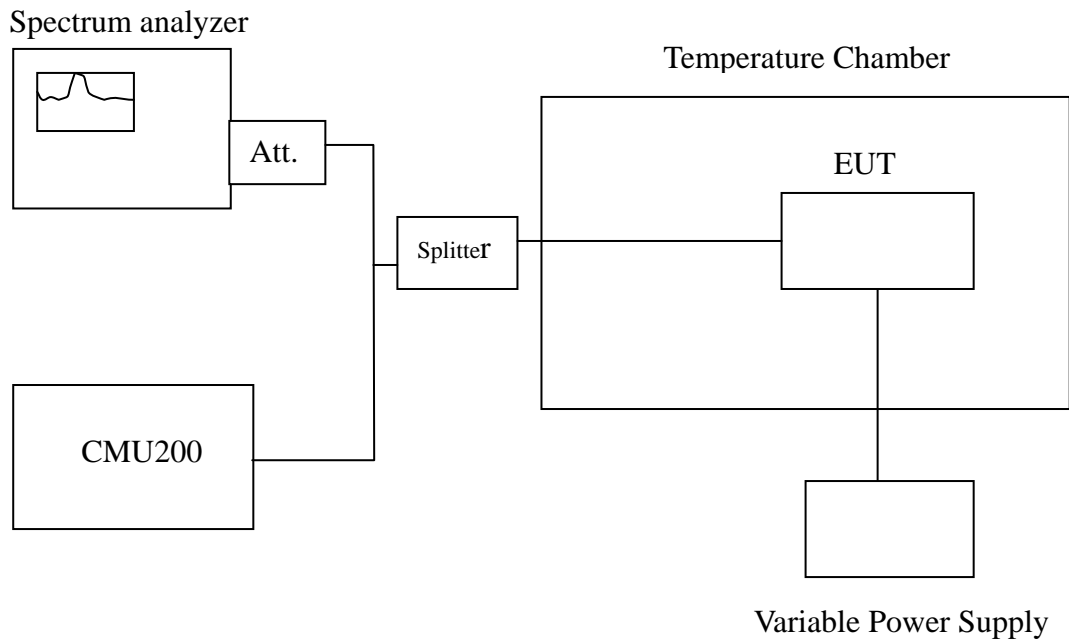 Spectrum analyzer
Temperature Chamber
Att.
EUT
Splitter
CMU200
Variable Power Supply